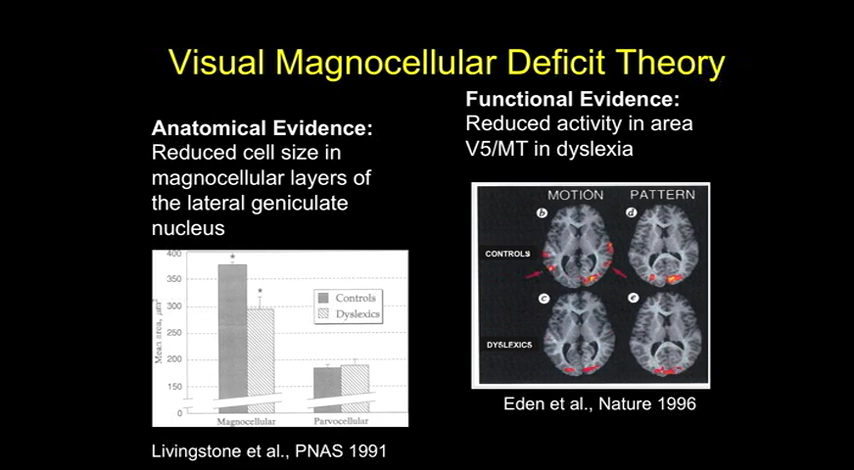 Visual Magnocellular Deficit Theory
Anatomical Evidence:
Reduced cell size in
magnocellular layers of
the lateral geniculate
nucleus
400
350
300
250
200
150
0
Mean area, µm²
Controls
Dyslexics
Magnocellular
Parvocellular
Livingstone et al., PNAS 1991
Functional Evidence:
Reduced activity in area
V5/MT in dyslexia
MOTION PATTERN
b d
CONTROLS
c e
DYSLEXICS
Eden et al., Nature 1996